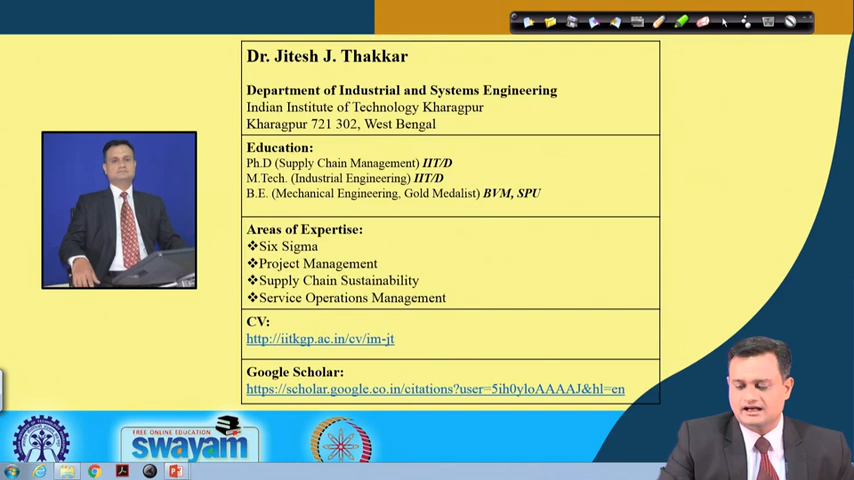 Dr. Jitesh J. Thakkar
Department of Industrial and Systems Engineering
Indian Institute of Technology Kharagpur
Kharagpur 721 302, West Bengal
Education:
Ph.D (Supply Chain Management) IIT/D
M.Tech. (Industrial Engineering) IIT/D
B.E. (Mechanical Engineering, Gold Medalist) BVM, SPU
Areas of Expertise:
❖Six Sigma
❖Project Management
❖Supply Chain Sustainability
❖Service Operations Management
CV:
http://iitkgp.ac.in/cv/im-jt
Google Scholar:
https://scholar.google.co.in/citations?user=5ih0yloAAAAJ&hl=en
FREE ONLINE EDUCATION
swayam